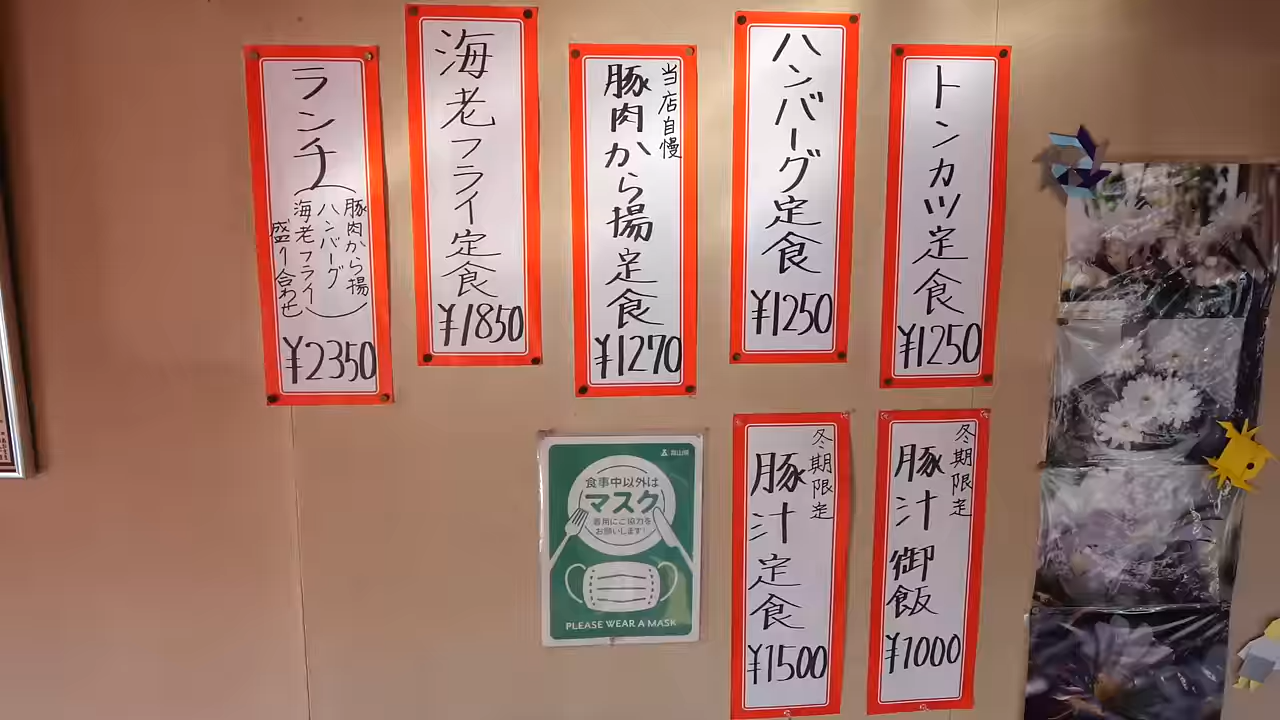 トンカツ定食
¥1250
ハンバーグ定食
¥1250
当店自慢
豚肉から揚定食
¥1270
海老フライ定食
¥1850
ランチ
(豚肉から揚
ハンバーグ
海老フライ)
盛り合わせ
¥2350
冬期限定
豚汁御飯
¥1000
冬期限定
豚汁定食
¥1500
富山県
食事中以外は
マスク
着用にご協力を
お願いします!
PLEASE WEAR A MASK